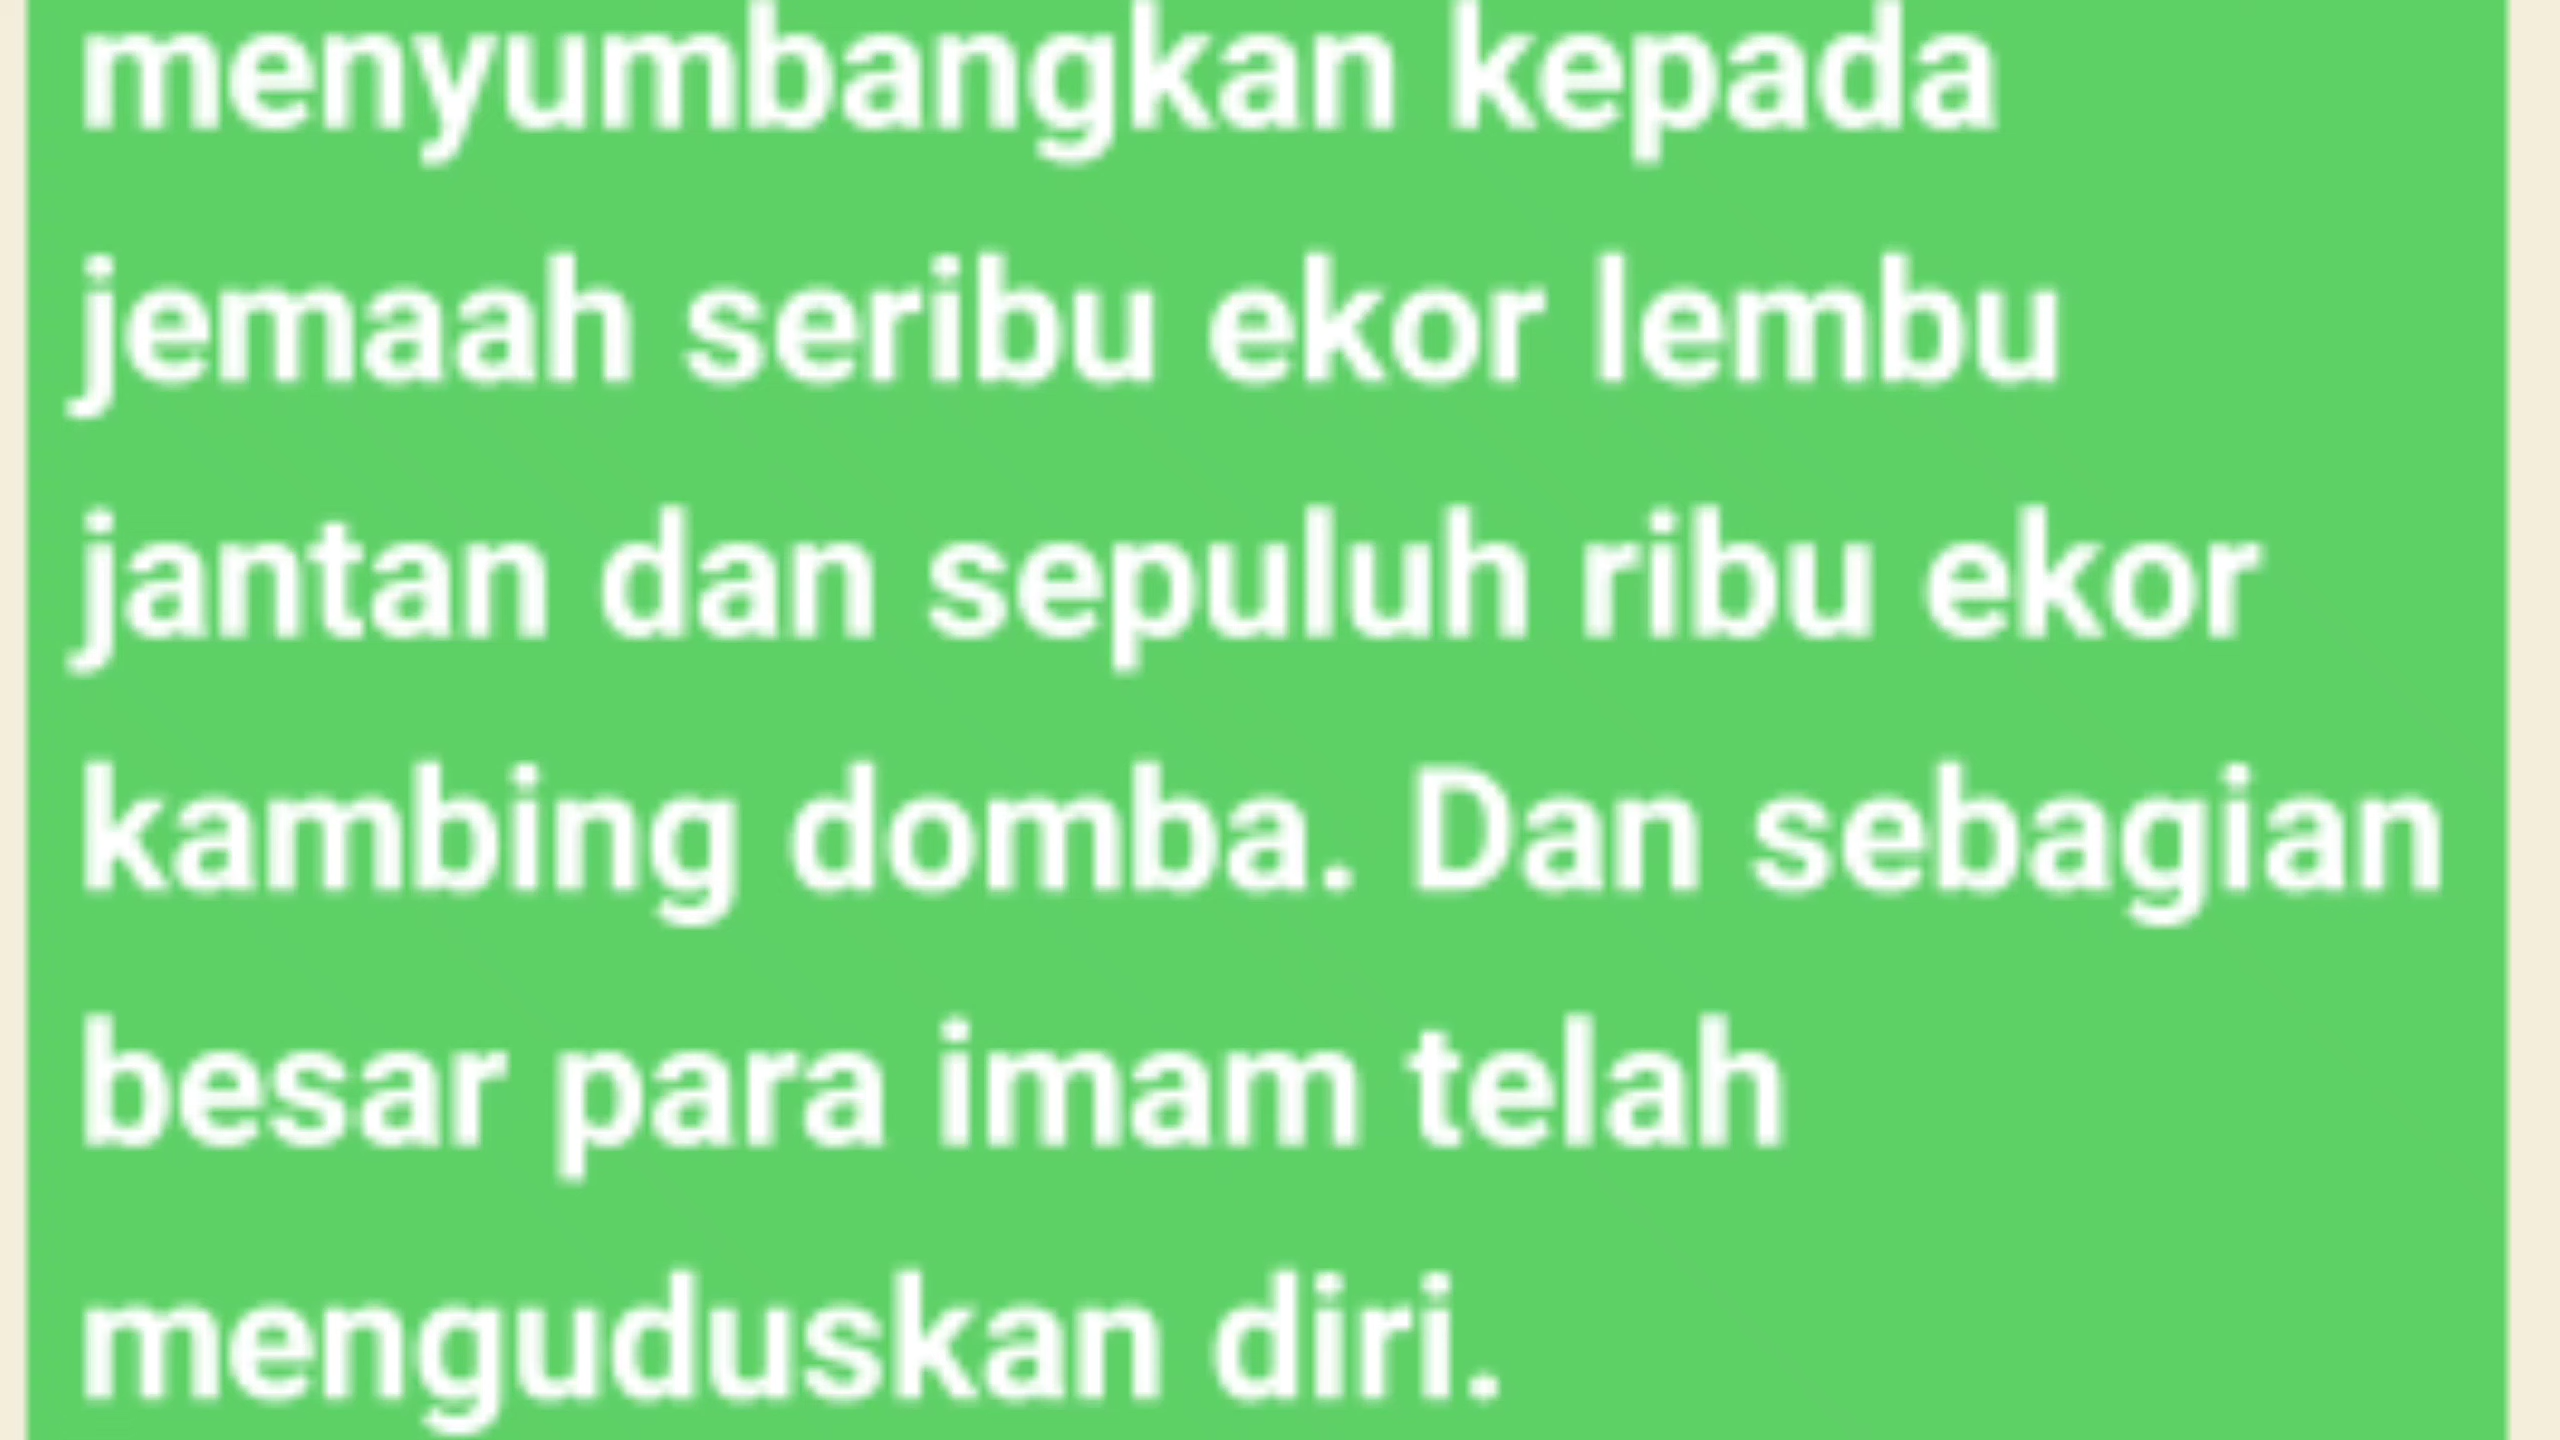 menyumbangkan kepada
jemaah seribu ekor lembu
jantan dan sepuluh ribu ekor
kambing domba. Dan sebagian
besar para imam telah
menguduskan diri.